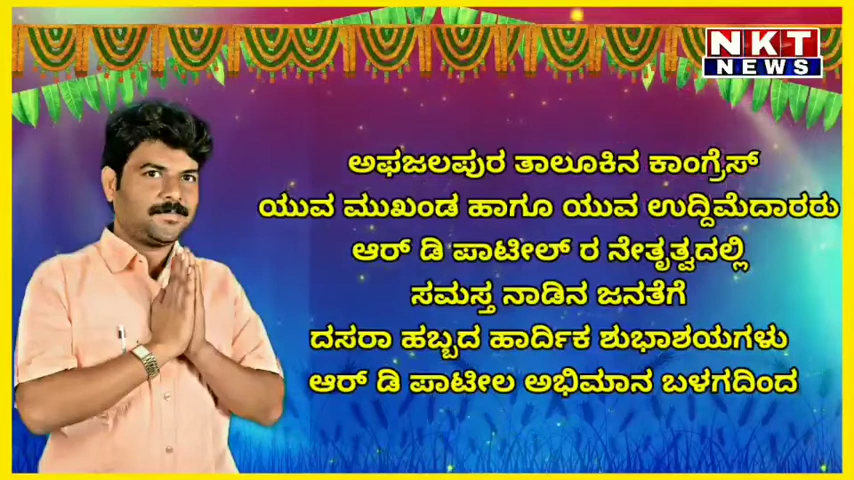 NKT
NEWS
ಅಫಜಲಪುರ ತಾಲೂಕಿನ ಕಾಂಗ್ರೆಸ್
ಯುವ ಮುಖಂಡ ಹಾಗೂ ಯುವ ಉದ್ದಿಮೆದಾರರು
ಆರ್ ಡಿ ಪಾಟೀಲ್ ರ ನೇತೃತ್ವದಲ್ಲಿ
ಸಮಸ್ತ ನಾಡಿನ ಜನತೆಗೆ
ದಸರಾ ಹಬ್ಬದ ಹಾರ್ದಿಕ ಶುಭಾಶಯಗಳು
ಆರ್ ಡಿ ಪಾಟೀಲ ಅಭಿಮಾನ ಬಳಗದಿಂದ